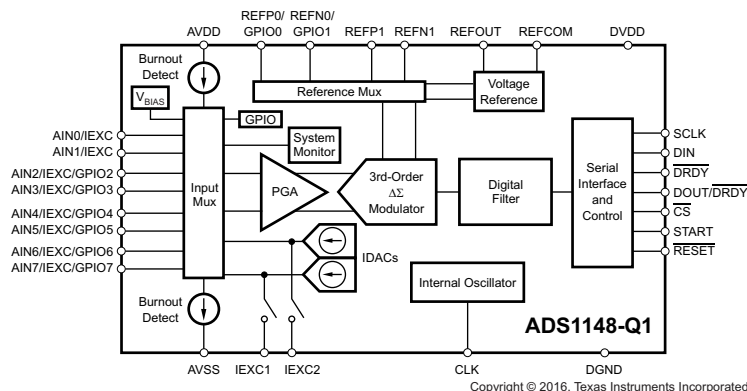 REFP0/ REFN0/
AVDD GPIO0 GPIO1 REFP1 REFN1 REFOUT REFCOM DVDD
Burnout
Detect
Reference Mux
Voltage
Reference
VBIAS
GPIO
System
Monitor
AIN0/IEXC
AIN1/IEXC
AIN2/IEXC/GPIO2
AIN3/IEXC/GPIO3
AIN4/IEXC/GPIO4
AIN5/IEXC/GPIO5
AIN6/IEXC/GPIO6
AIN7/IEXC/GPIO7
Input
Mux
PGA
3rd-Order
ΔΣ
Modulator
Digital
Filter
Serial
Interface
and
Control
SCLK
DIN
DRDY
DOUT/DRDY
CS
START
RESET
IDACs
Burnout
Detect
Internal Oscillator
ADS1148-Q1
AVSS IEXC1 IEXC2 CLK DGND
Copyright © 2016, Texas Instruments Incorporated